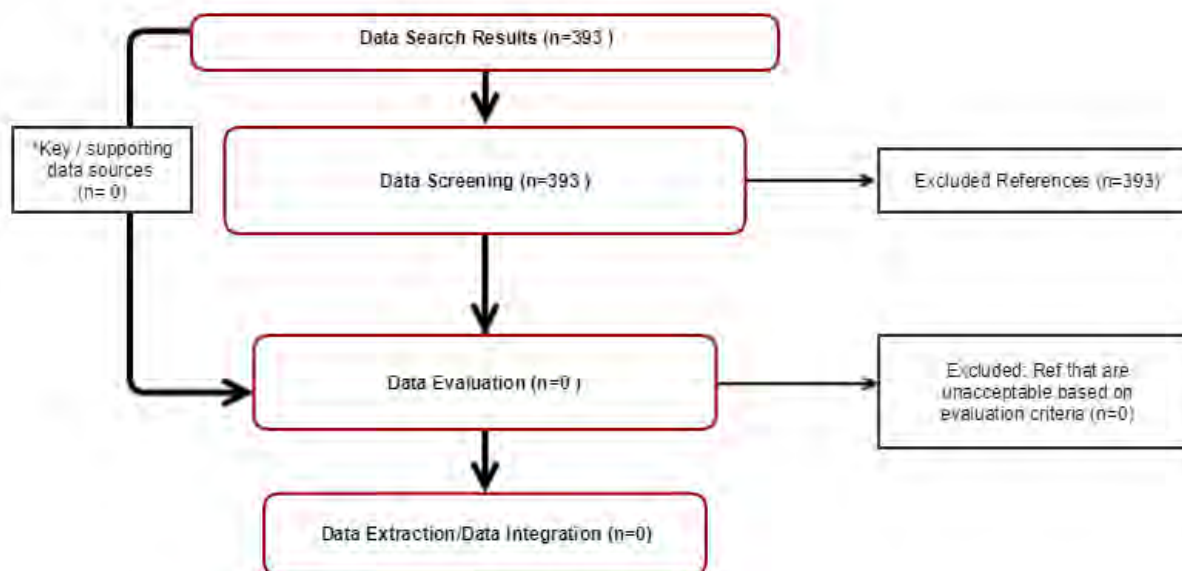 Data Search Results (n=393 )
*Key / supporting
data sources
(n= 0)
Data Screening (n=393 )
Excluded References (n=393)
Data Evaluation (n=0 )
Excluded: Ref that are
unacceptable based on
evaluation criteria (n=0)
Data Extraction/Data Integration (n=0)